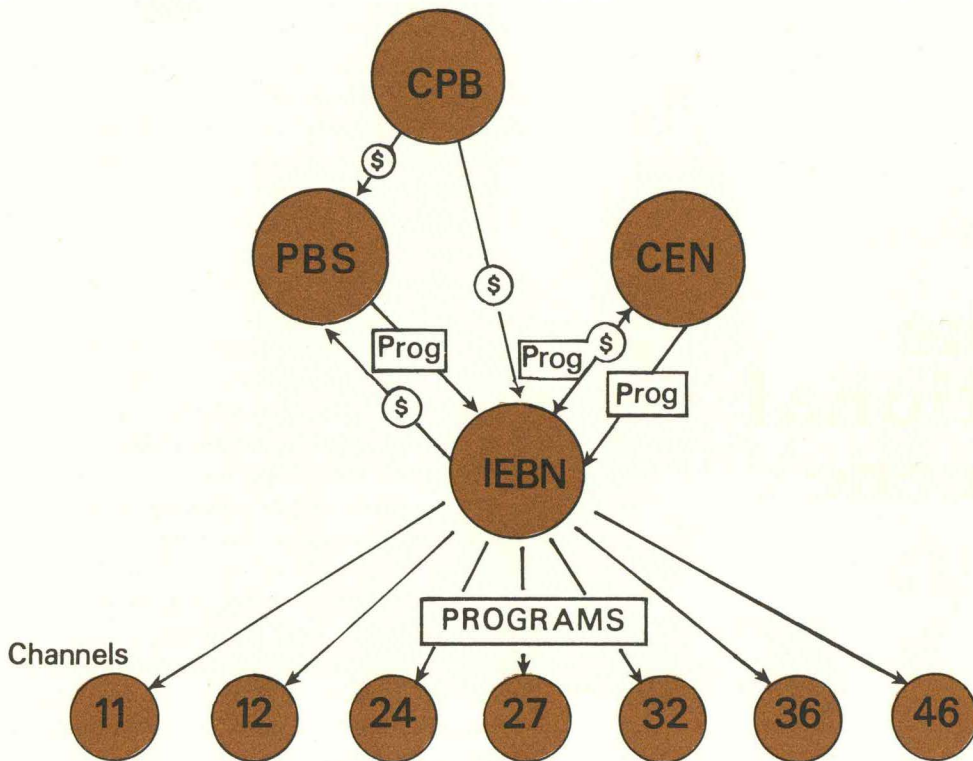 CPB
$
PBS
$
CEN
Prog
Prog
$
Prog
$
IEBN
PROGRAMS
Channels
11 12 24 27 32 36 46